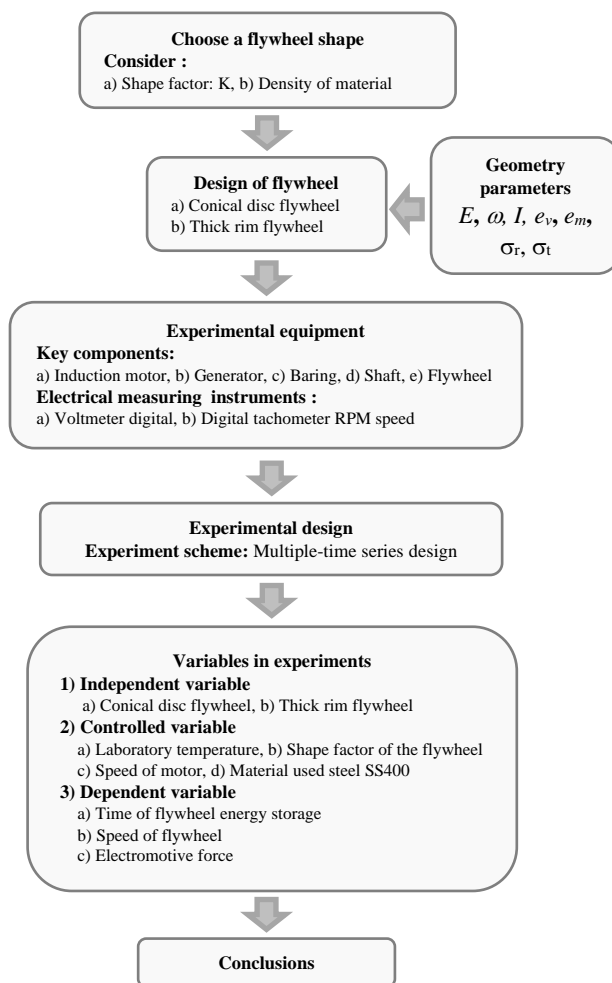 Choose a flywheel shape
Consider :
a) Shape factor: K, b) Density of material
Design of flywheel
a) Conical disc flywheel
b) Thick rim flywheel
Geometry
parameters
E, ω, I, eᵥ, eₘ,
σr, σt
Experimental equipment
Key components:
a) Induction motor, b) Generator, c) Baring, d) Shaft, e) Flywheel
Electrical measuring instruments :
a) Voltmeter digital, b) Digital tachometer RPM speed
Experimental design
Experiment scheme: Multiple-time series design
Variables in experiments
1) Independent variable
a) Conical disc flywheel, b) Thick rim flywheel
2) Controlled variable
a) Laboratory temperature, b) Shape factor of the flywheel
c) Speed of motor, d) Material used steel SS400
3) Dependent variable
a) Time of flywheel energy storage
b) Speed of flywheel
c) Electromotive force
Conclusions